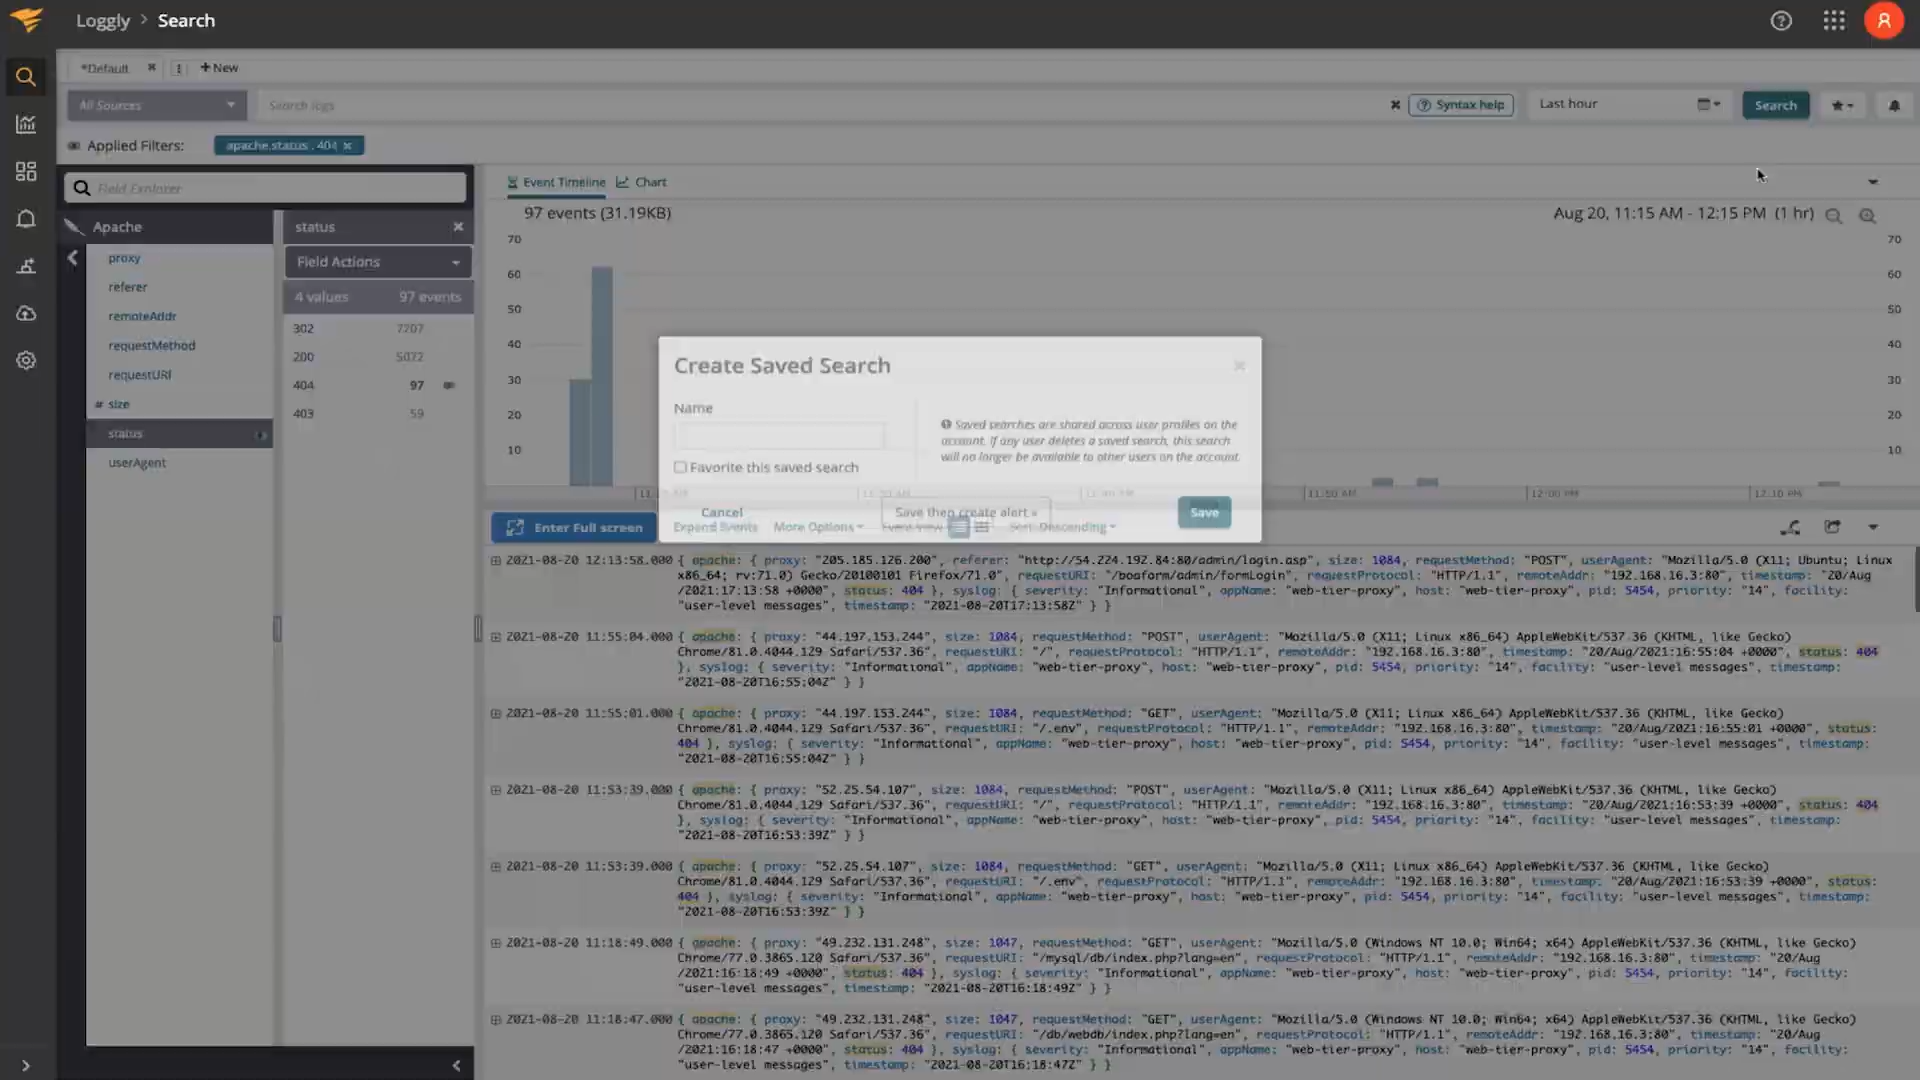 Loggly > Search
A
*Default
+ New
All Sources
Search logs
Syntax help
Last hour
Search
Applied Filters:
apache.status : 404
Field Explorer
Apache
proxy
referer
remoteAddr
requestMethod
requestURI
# size
status
userAgent
status
Field Actions
4 values 97 events
302 7207
200 5072
404 97
403 59
Event Timeline
Chart
97 events (31.19KB)
Aug 20, 11:15 AM - 12:15 PM (1 hr)
70 70
60 60
50 50
40 40
30 30
20 20
10 10
11:50 AM 12:00 PM 12:10 PM
Create Saved Search
Name
Favorite this saved search
Saved searches are shared across user profiles on the
account. If any user deletes a saved search, this search
will no longer be available to other users on the account.
Cancel
Save then create alert »
Save
Enter Full screen
Expand Events
More Options
Event View
Sort: Descending
2021-08-20 12:13:58.000 { apache: { proxy: "205.185.126.200", referer: "http://54.224.192.84:80/admin/login.asp", size: 1084, requestMethod: "POST", userAgent: "Mozilla/5.0 (X11; Ubuntu; Linux
x86_64; rv:71.0) Gecko/20100101 Firefox/71.0", requestURI: "/boaform/admin/formLogin", requestProtocol: "HTTP/1.1", remoteAddr: "192.168.16.3:80", timestamp: "20/Aug
/2021:17:13:58 +0000", status: 404 }, syslog: { severity: "Informational", appName: "web-tier-proxy", host: "web-tier-proxy", pid: 5454, priority: "14", facility:
"user-level messages", timestamp: "2021-08-20T17:13:58Z" } }
2021-08-20 11:55:04.000 { apache: { proxy: "44.197.153.244", size: 1084, requestMethod: "POST", userAgent: "Mozilla/5.0 (X11; Linux x86_64) AppleWebKit/537.36 (KHTML, like Gecko)
Chrome/81.0.4044.129 Safari/537.36", requestURI: "/", requestProtocol: "HTTP/1.1", remoteAddr: "192.168.16.3:80", timestamp: "20/Aug/2021:16:55:04 +0000", status: 404
}, syslog: { severity: "Informational", appName: "web-tier-proxy", host: "web-tier-proxy", pid: 5454, priority: "14", facility: "user-level messages", timestamp:
"2021-08-20T16:55:04Z" } }
2021-08-20 11:55:01.000 { apache: { proxy: "44.197.153.244", size: 1084, requestMethod: "GET", userAgent: "Mozilla/5.0 (X11; Linux x86_64) AppleWebKit/537.36 (KHTML, like Gecko)
Chrome/81.0.4044.129 Safari/537.36", requestURI: "/.env", requestProtocol: "HTTP/1.1", remoteAddr: "192.168.16.3:80", timestamp: "20/Aug/2021:16:55:01 +0000", status:
404 }, syslog: { severity: "Informational", appName: "web-tier-proxy", host: "web-tier-proxy", pid: 5454, priority: "14", facility: "user-level messages", timestamp:
"2021-08-20T16:55:04Z" } }
2021-08-20 11:53:39.000 { apache: { proxy: "52.25.54.107", size: 1084, requestMethod: "POST", userAgent: "Mozilla/5.0 (X11; Linux x86_64) AppleWebKit/537.36 (KHTML, like Gecko)
Chrome/81.0.4044.129 Safari/537.36", requestURI: "/", requestProtocol: "HTTP/1.1", remoteAddr: "192.168.16.3:80", timestamp: "20/Aug/2021:16:53:39 +0000", status: 404
}, syslog: { severity: "Informational", appName: "web-tier-proxy", host: "web-tier-proxy", pid: 5454, priority: "14", facility: "user-level messages", timestamp:
"2021-08-20T16:53:39Z" } }
2021-08-20 11:53:39.000 { apache: { proxy: "52.25.54.107", size: 1084, requestMethod: "GET", userAgent: "Mozilla/5.0 (X11; Linux x86_64) AppleWebKit/537.36 (KHTML, like Gecko)
Chrome/81.0.4044.129 Safari/537.36", requestURI: "/.env", requestProtocol: "HTTP/1.1", remoteAddr: "192.168.16.3:80", timestamp: "20/Aug/2021:16:53:39 +0000", status:
404 }, syslog: { severity: "Informational", appName: "web-tier-proxy", host: "web-tier-proxy", pid: 5454, priority: "14", facility: "user-level messages", timestamp:
"2021-08-20T16:53:39Z" } }
2021-08-20 11:18:49.000 { apache: { proxy: "49.232.131.248", size: 1047, requestMethod: "GET", userAgent: "Mozilla/5.0 (Windows NT 10.0; Win64; x64) AppleWebKit/537.36 (KHTML, like Gecko)
Chrome/77.0.3865.120 Safari/537.36", requestURI: "/mysql/db/index.php?lang=en", requestProtocol: "HTTP/1.1", remoteAddr: "192.168.16.3:80", timestamp: "20/Aug
/2021:16:18:49 +0000", status: 404 }, syslog: { severity: "Informational", appName: "web-tier-proxy", host: "web-tier-proxy", pid: 5454, priority: "14", facility:
"user-level messages", timestamp: "2021-08-20T16:18:49Z" } }
2021-08-20 11:18:47.000 { apache: { proxy: "49.232.131.248", size: 1047, requestMethod: "GET", userAgent: "Mozilla/5.0 (Windows NT 10.0; Win64; x64) AppleWebKit/537.36 (KHTML, like Gecko)
Chrome/77.0.3865.120 Safari/537.36", requestURI: "/db/webdb/index.php?lang=en", requestProtocol: "HTTP/1.1", remoteAddr: "192.168.16.3:80", timestamp: "20/Aug
/2021:16:18:47 +0000", status: 404 }, syslog: { severity: "Informational", appName: "web-tier-proxy", host: "web-tier-proxy", pid: 5454, priority: "14", facility:
"user-level messages", timestamp: "2021-08-20T16:18:47Z" } }